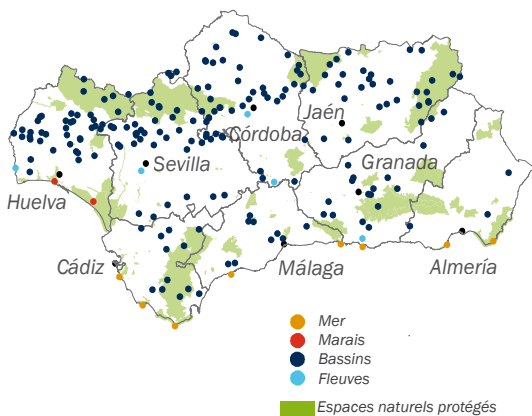 Jaén
Córdoba
Sevilla
Granada
Huelva
Cádiz
Málaga
Almería
Mer
Marais
Bassins
Fleuves
Espaces naturels protégés